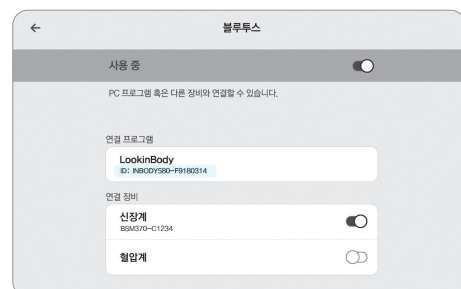 블루투스
사용 중
PC 프로그램 혹은 다른 장비와 연결할 수 있습니다.
연결 프로그램
LookinBody
ID: INBODY580-F9180314
연결 장비
신장계
BSM370-C1234
혈압계